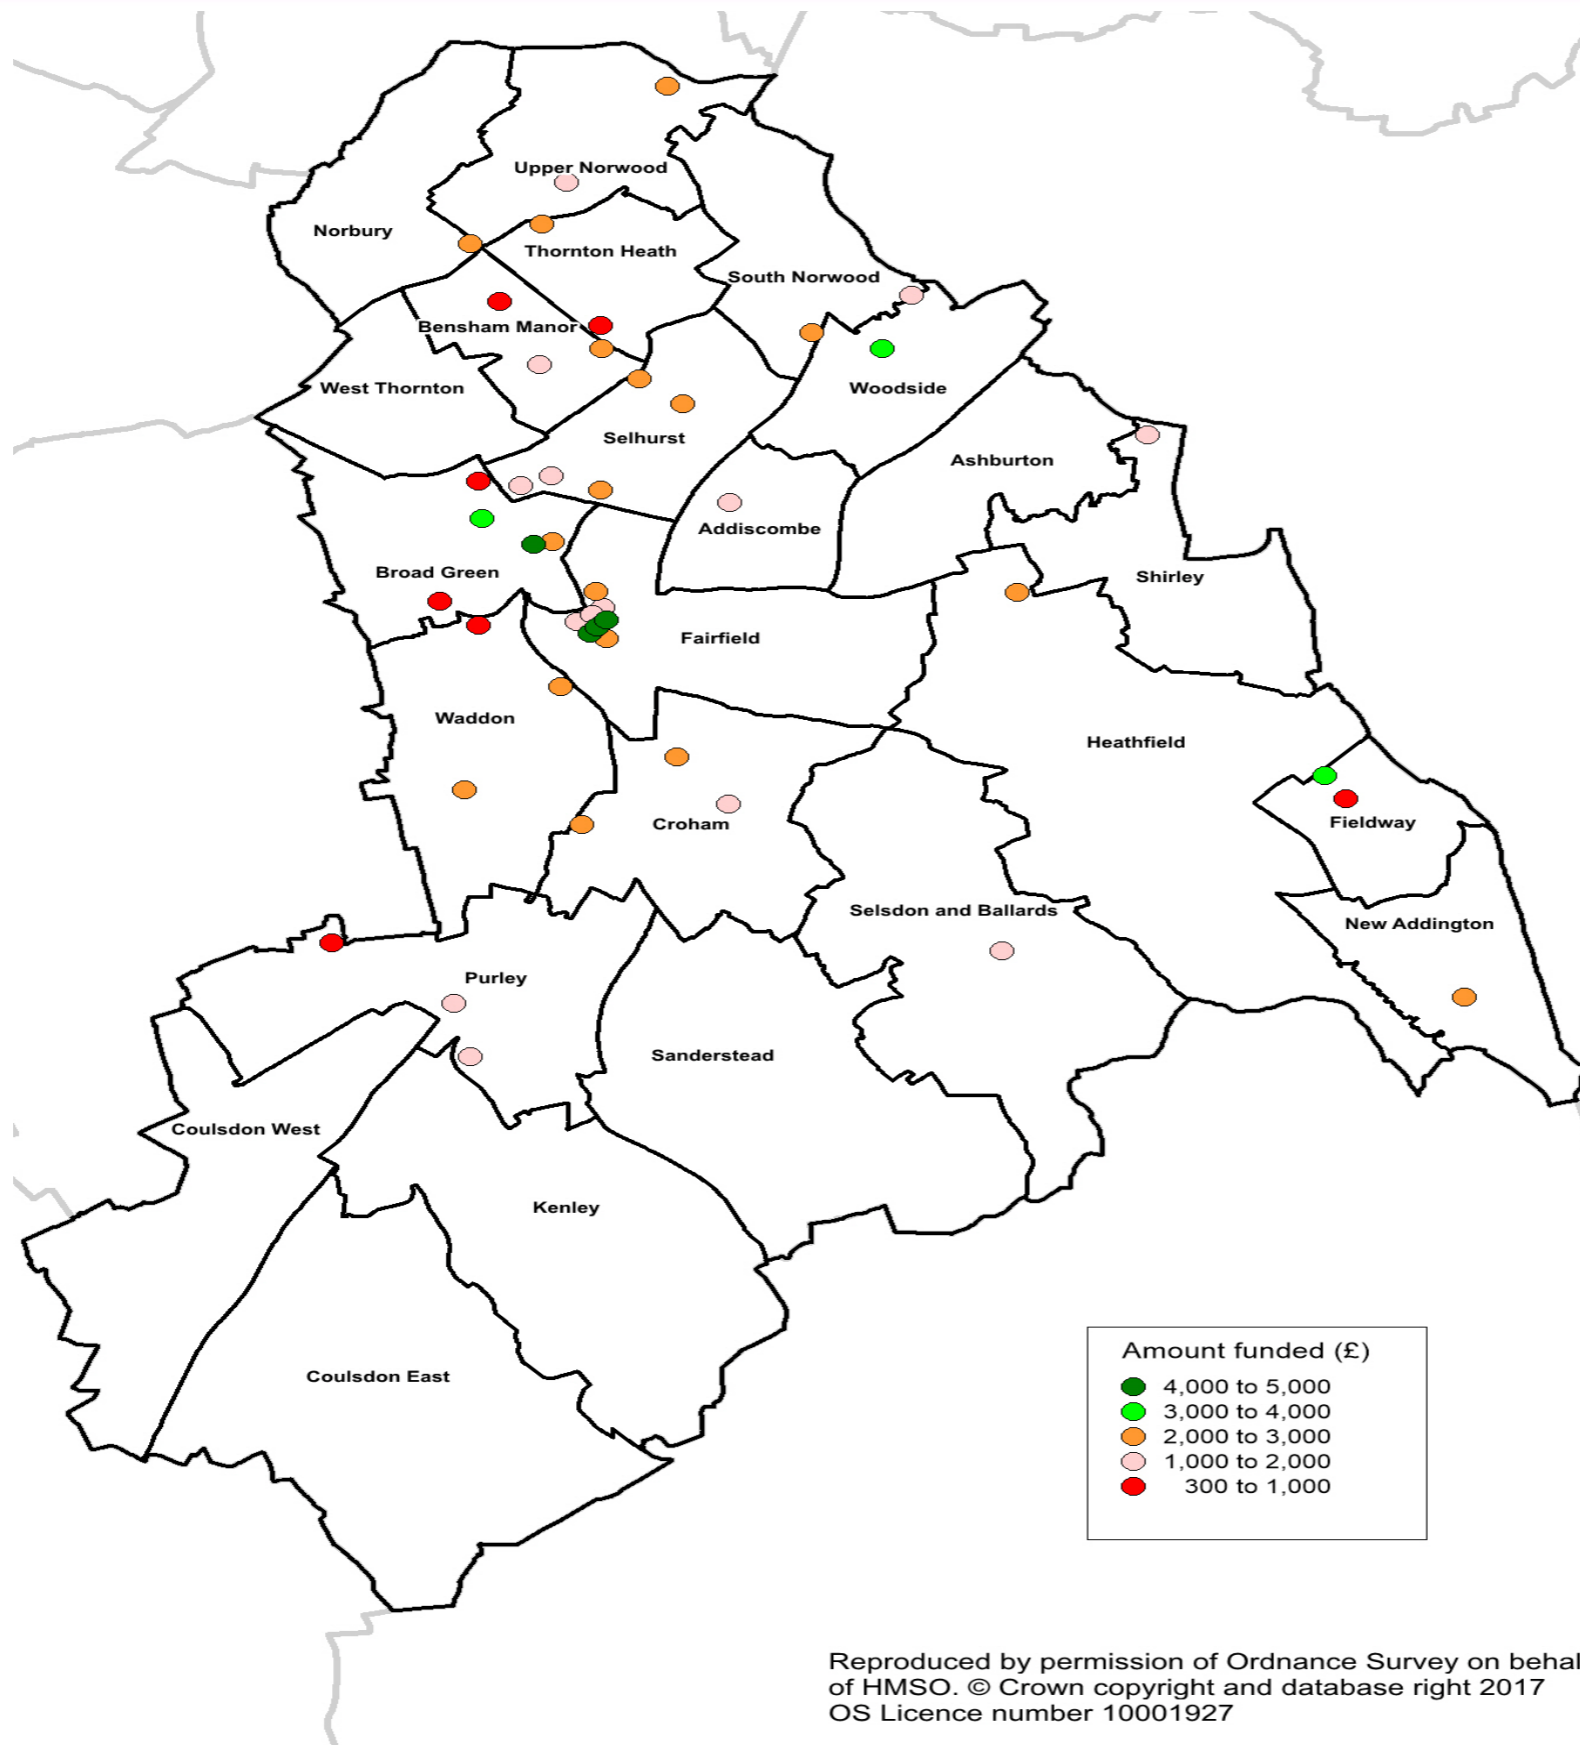 Upper Norwood
Norbury
Thornton Heath
South Norwood
Bensham Manor
West Thornton
Woodside
Selhurst
Ashburton
Addiscombe
Broad Green
Shirley
Fairfield
Waddon
Heathfield
Croham
Fieldway
Selsdon and Ballards
New Addington
Purley
Sanderstead
Coulsdon West
Kenley
Coulsdon East
Amount funded (£)
4,000 to 5,000
3,000 to 4,000
2,000 to 3,000
1,000 to 2,000
300 to 1,000
Reproduced by permission of Ordnance Survey on behal
of HMSO. © Crown copyright and database right 2017
OS Licence number 10001927